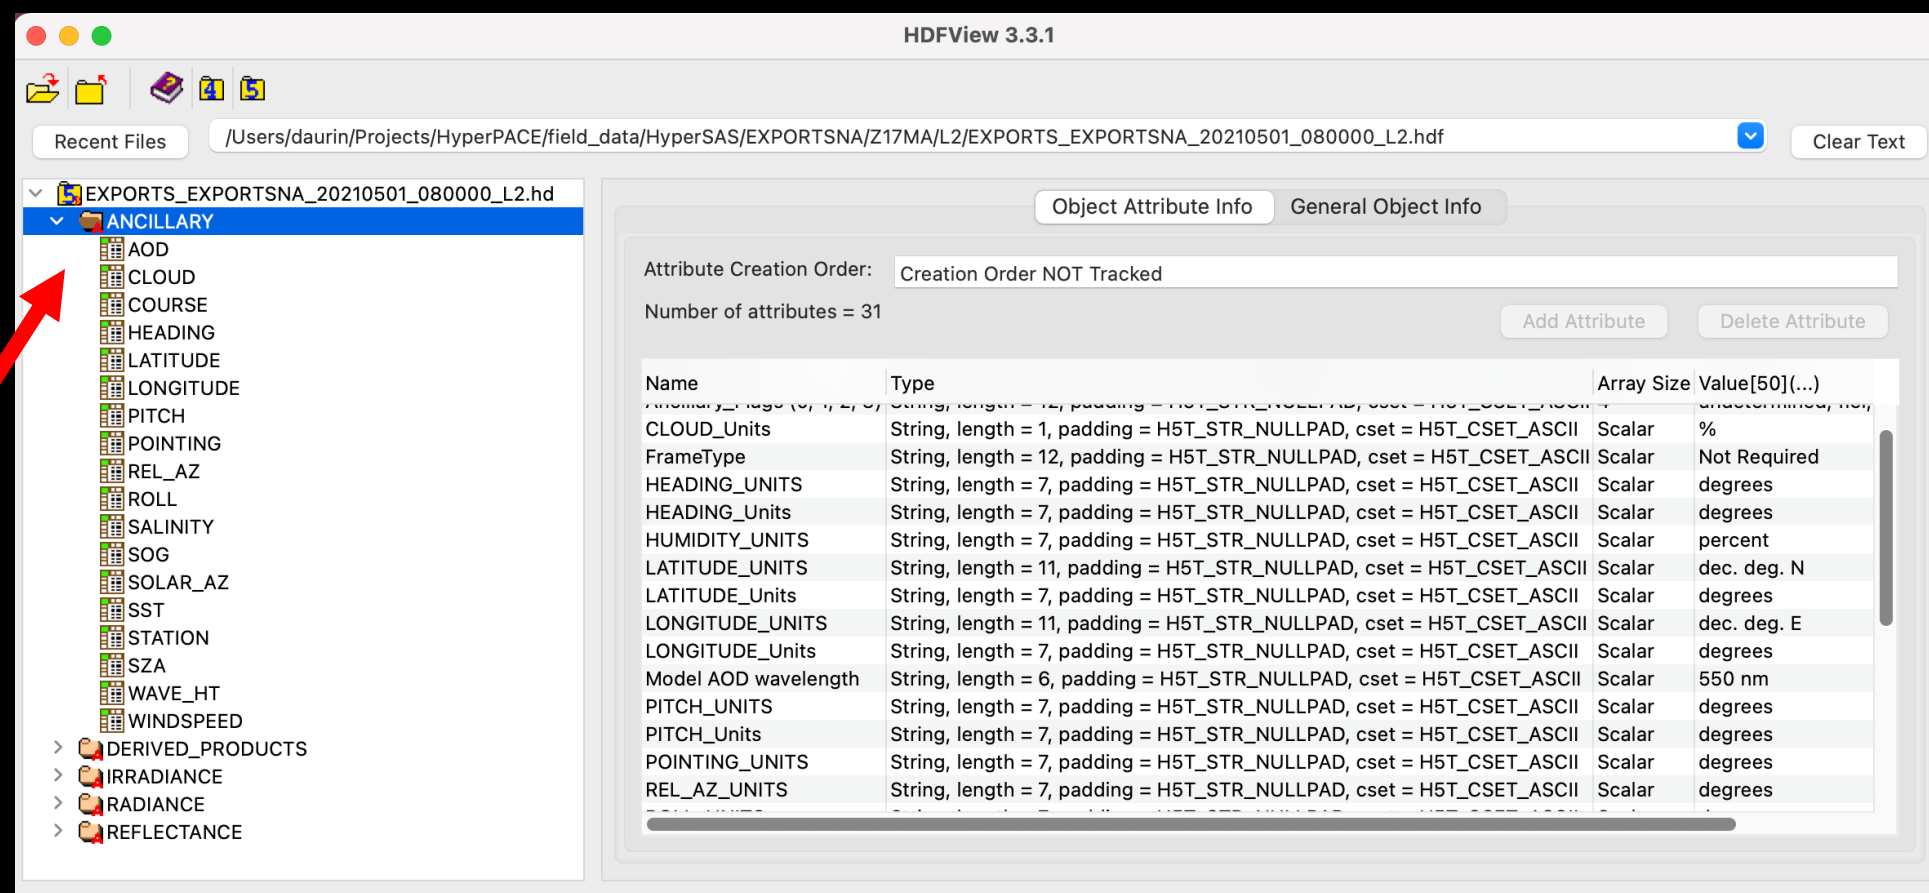 HDFView 3.3.1
4 5
Recent Files /Users/daurin/Projects/HyperPACE/field_data/HyperSAS/EXPORTSNA/Z17MA/L2/EXPORTS_EXPORTSNA_20210501_080000_L2.hdf Clear Text
EXPORTS_EXPORTSNA_20210501_080000_L2.hd
ANCILLARY
AOD
CLOUD
COURSE
HEADING
LATITUDE
LONGITUDE
PITCH
POINTING
REL_AZ
ROLL
SALINITY
SOG
SOLAR_AZ
SST
STATION
SZA
WAVE_HT
WINDSPEED
DERIVED_PRODUCTS
IRRADIANCE
RADIANCE
REFLECTANCE
Object Attribute Info General Object Info
Attribute Creation Order: Creation Order NOT Tracked
Number of attributes = 31
Add Attribute Delete Attribute
Name Type Array Size Value[50](...)
CLOUD_Units String, length = 1, padding = H5T_STR_NULLPAD, cset = H5T_CSET_ASCII Scalar %
FrameType String, length = 12, padding = H5T_STR_NULLPAD, cset = H5T_CSET_ASCII Scalar Not Required
HEADING_UNITS String, length = 7, padding = H5T_STR_NULLPAD, cset = H5T_CSET_ASCII Scalar degrees
HEADING_Units String, length = 7, padding = H5T_STR_NULLPAD, cset = H5T_CSET_ASCII Scalar degrees
HUMIDITY_UNITS String, length = 7, padding = H5T_STR_NULLPAD, cset = H5T_CSET_ASCII Scalar percent
LATITUDE_UNITS String, length = 11, padding = H5T_STR_NULLPAD, cset = H5T_CSET_ASCII Scalar dec. deg. N
LATITUDE_Units String, length = 7, padding = H5T_STR_NULLPAD, cset = H5T_CSET_ASCII Scalar degrees
LONGITUDE_UNITS String, length = 11, padding = H5T_STR_NULLPAD, cset = H5T_CSET_ASCII Scalar dec. deg. E
LONGITUDE_Units String, length = 7, padding = H5T_STR_NULLPAD, cset = H5T_CSET_ASCII Scalar degrees
Model AOD wavelength String, length = 6, padding = H5T_STR_NULLPAD, cset = H5T_CSET_ASCII Scalar 550 nm
PITCH_UNITS String, length = 7, padding = H5T_STR_NULLPAD, cset = H5T_CSET_ASCII Scalar degrees
PITCH_Units String, length = 7, padding = H5T_STR_NULLPAD, cset = H5T_CSET_ASCII Scalar degrees
POINTING_UNITS String, length = 7, padding = H5T_STR_NULLPAD, cset = H5T_CSET_ASCII Scalar degrees
REL_AZ_UNITS String, length = 7, padding = H5T_STR_NULLPAD, cset = H5T_CSET_ASCII Scalar degrees